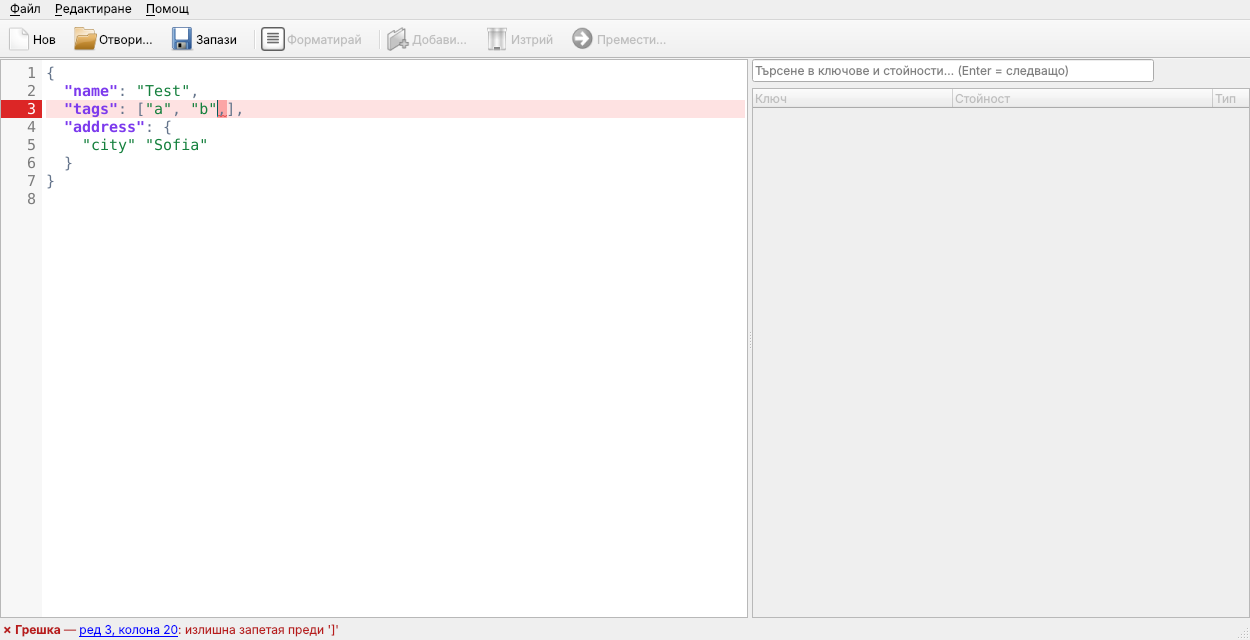 Файл Редактиране Помощ
Нов Отвори... Запази Форматирай Добави... Изтрий Премести...
1 {
2   "name": "Test",
3   "tags": ["a", "b",],
4   "address": {
5     "city" "Sofia"
6   }
7 }
8
Търсене в ключове и стойности... (Enter = следващо)
Ключ Стойност Тип
× Грешка — ред 3, колона 20: излишна запетая преди ']'